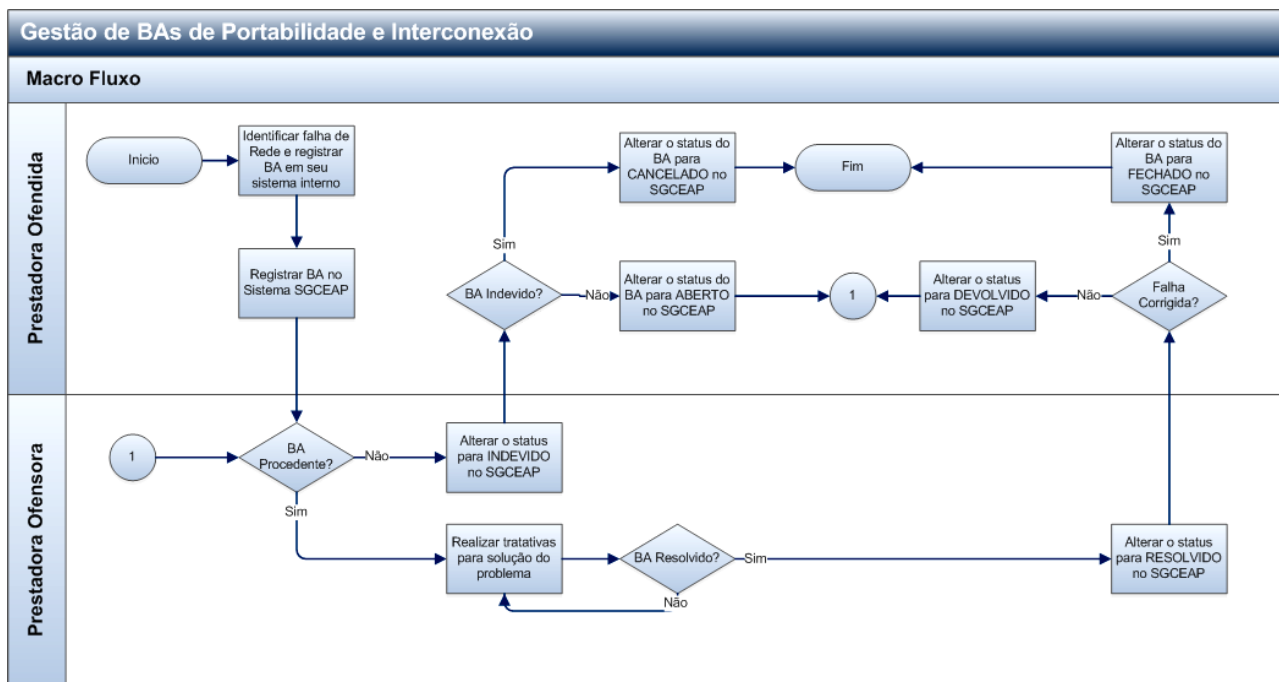 Gestão de BAs de Portabilidade e Interconexão
Macro Fluxo
Prestadora Ofendida
Inicio
Identificar falha de
Rede e registrar
BA em seu
sistema interno
Registrar BA no
Sistema SGCEAP
Alterar o status do
BA para
CANCELADO no
SGCEAP
Fim
Alterar o status do
BA para
FECHADO no
SGCEAP
Sim
Sim
BA Indevido?
Não
Alterar o status do
BA para ABERTO
no SGCEAP
1
Alterar o status
para DEVOLVIDO
no SGCEAP
Não
Falha
Corrigida?
Prestadora Ofensora
1
BA
Procedente?
Não
Alterar o status
para INDEVIDO
no SGCEAP
Sim
Realizar tratativas
para solução do
problema
BA Resolvido?
Sim
Não
Alterar o status
para RESOLVIDO
no SGCEAP